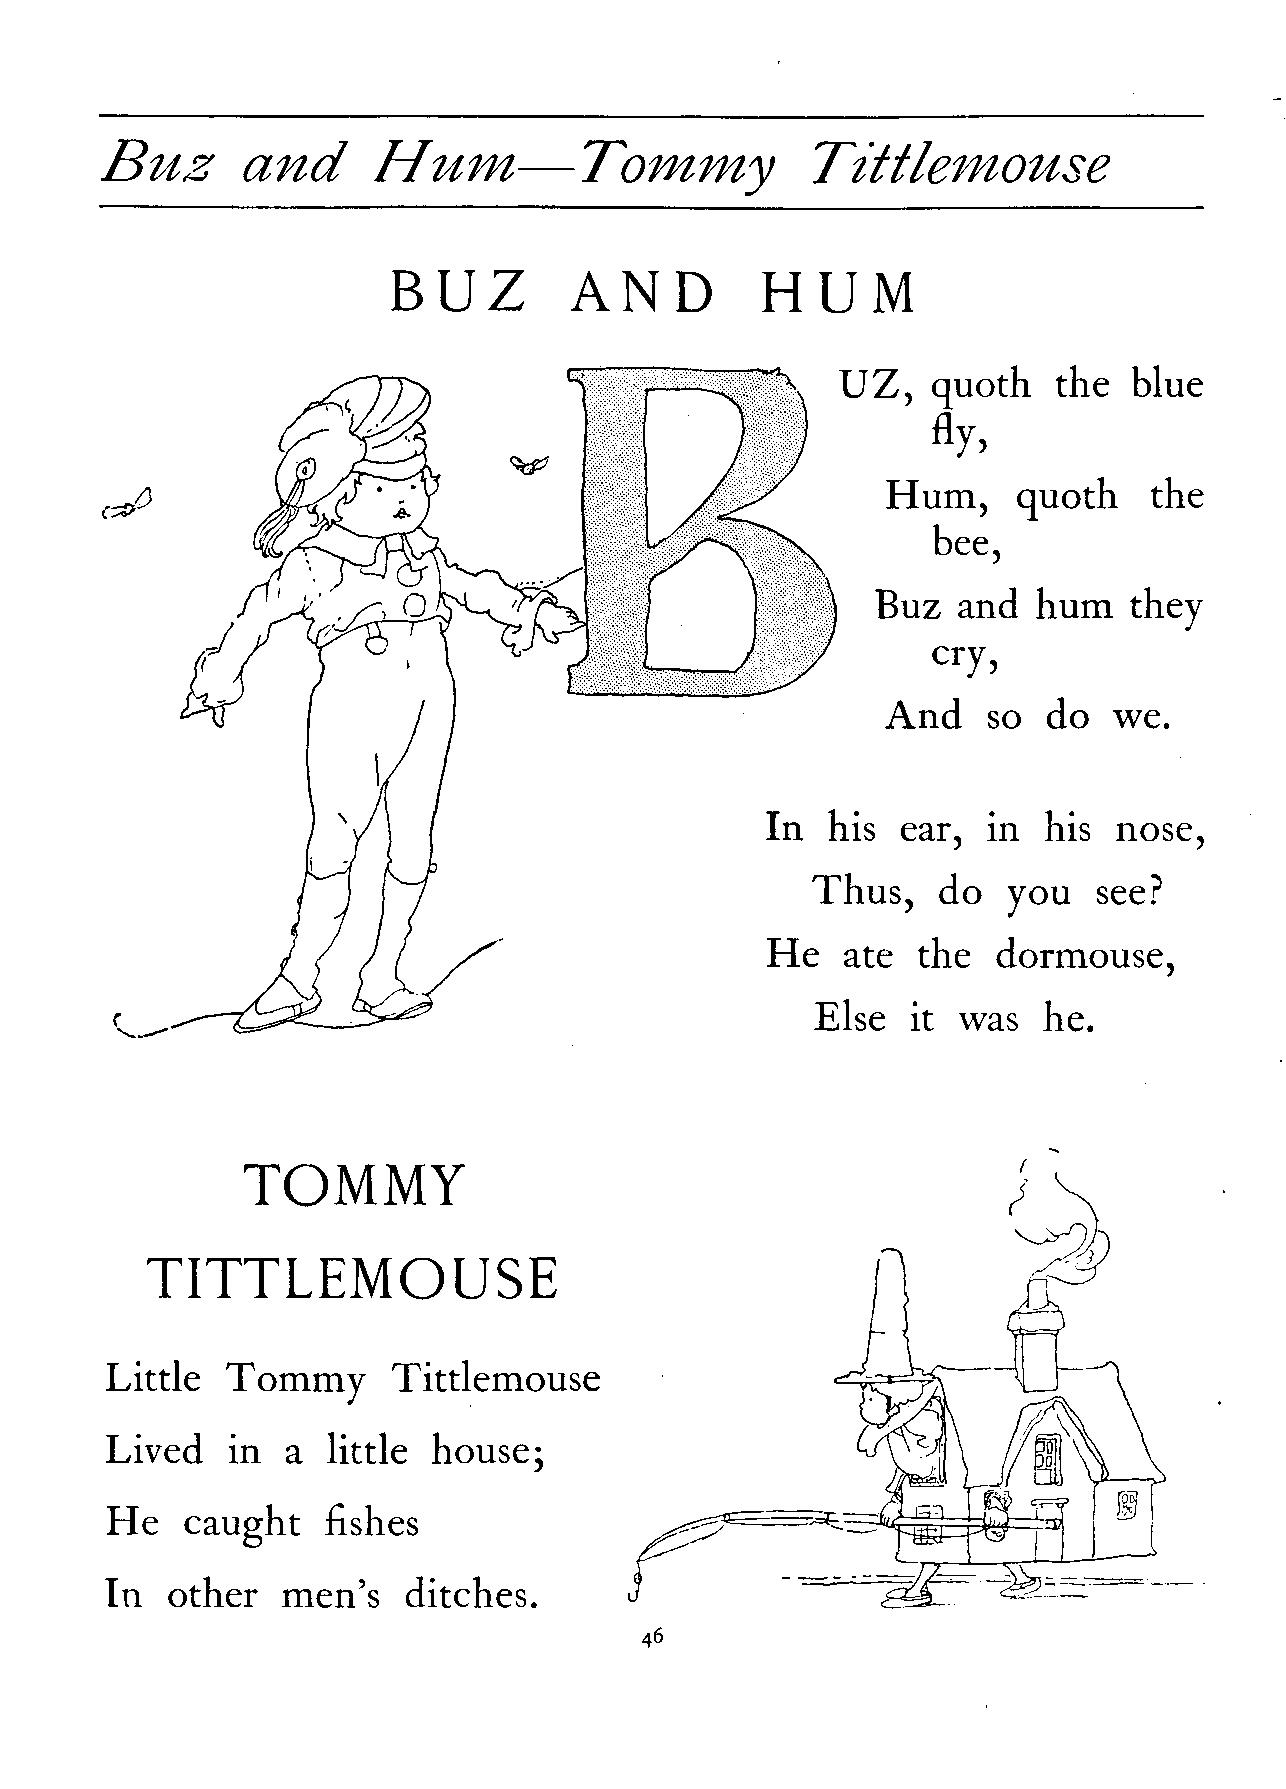 Buz and Hum—Tommy Tittlemouse
BUZ AND HUM
BUZ, quoth the blue
fly,
Hum, quoth the
bee,
Buz and hum they
cry,
And so do we.
In his ear, in his nose,
Thus, do you see?
He ate the dormouse,
Else it was he.
TOMMY
TITTLEMOUSE
Little Tommy Tittlemouse
Lived in a little house;
He caught fishes
In other men's ditches.
46